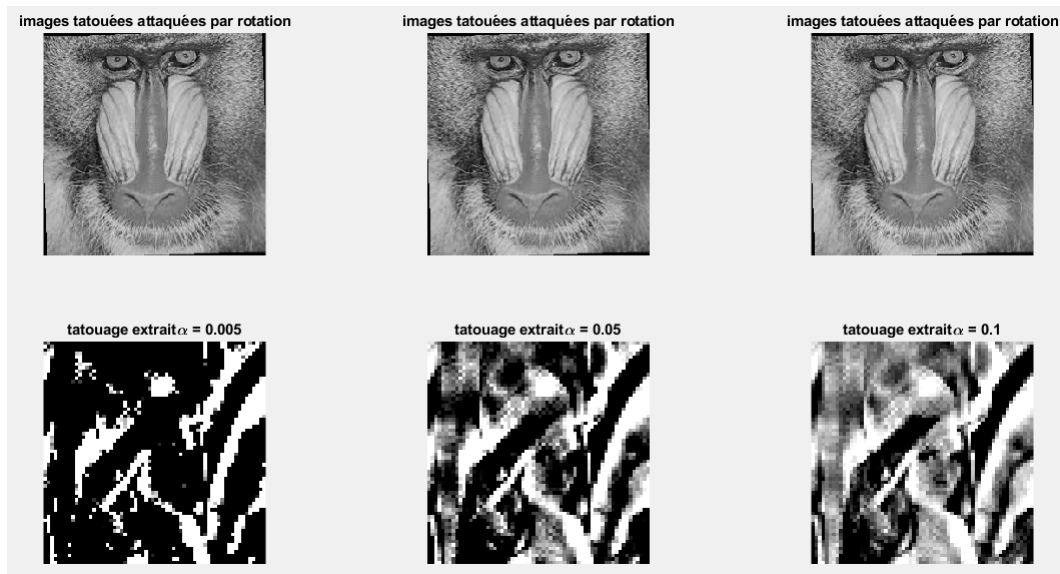 images tatouées attaquées par rotation
images tatouées attaquées par rotation
images tatouées attaquées par rotation
tatouage extraitα = 0.005
tatouage extraitα = 0.05
tatouage extraitα = 0.1